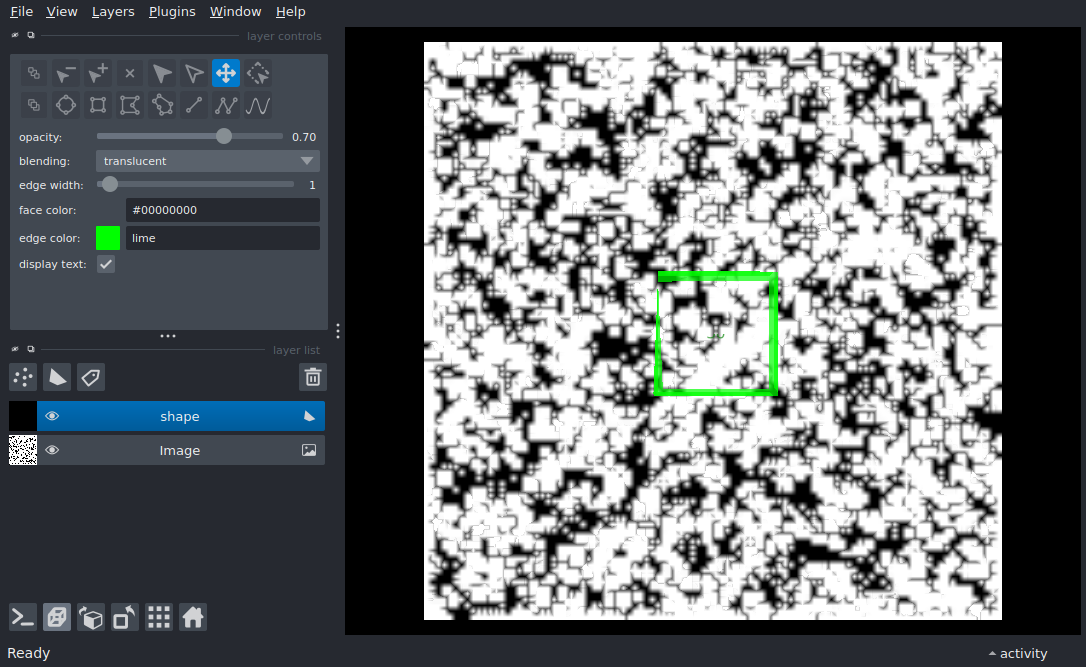 File View Layers Plugins Window Help
layer controls
opacity: 0.70
blending: translucent
edge width: 1
face color: #00000000
edge color: lime
display text:
layer list
shape
Image
Ready activity